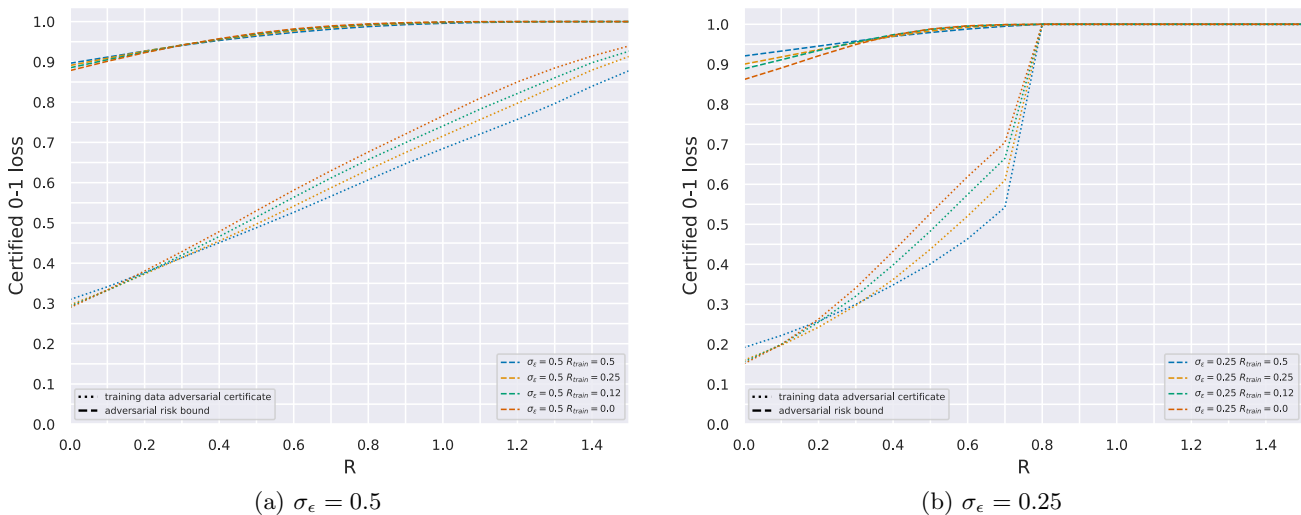 1.0
0.9
0.8
0.7
0.6
0.5
0.4
0.3
0.2
0.1
0.0
Certified 0-1 loss
0.0 0.2 0.4 0.6 0.8 1.0 1.2 1.4
R
training data adversarial certificate
adversarial risk bound
σ_ϵ = 0.5 R_train = 0.5
σ_ϵ = 0.5 R_train = 0.25
σ_ϵ = 0.5 R_train = 0.12
σ_ϵ = 0.5 R_train = 0.0
(a) σ_ϵ = 0.5
1.0
0.9
0.8
0.7
0.6
0.5
0.4
0.3
0.2
0.1
0.0
Certified 0-1 loss
0.0 0.2 0.4 0.6 0.8 1.0 1.2 1.4
R
training data adversarial certificate
adversarial risk bound
σ_ϵ = 0.25 R_train = 0.5
σ_ϵ = 0.25 R_train = 0.25
σ_ϵ = 0.25 R_train = 0.12
σ_ϵ = 0.25 R_train = 0.0
(b) σ_ϵ = 0.25